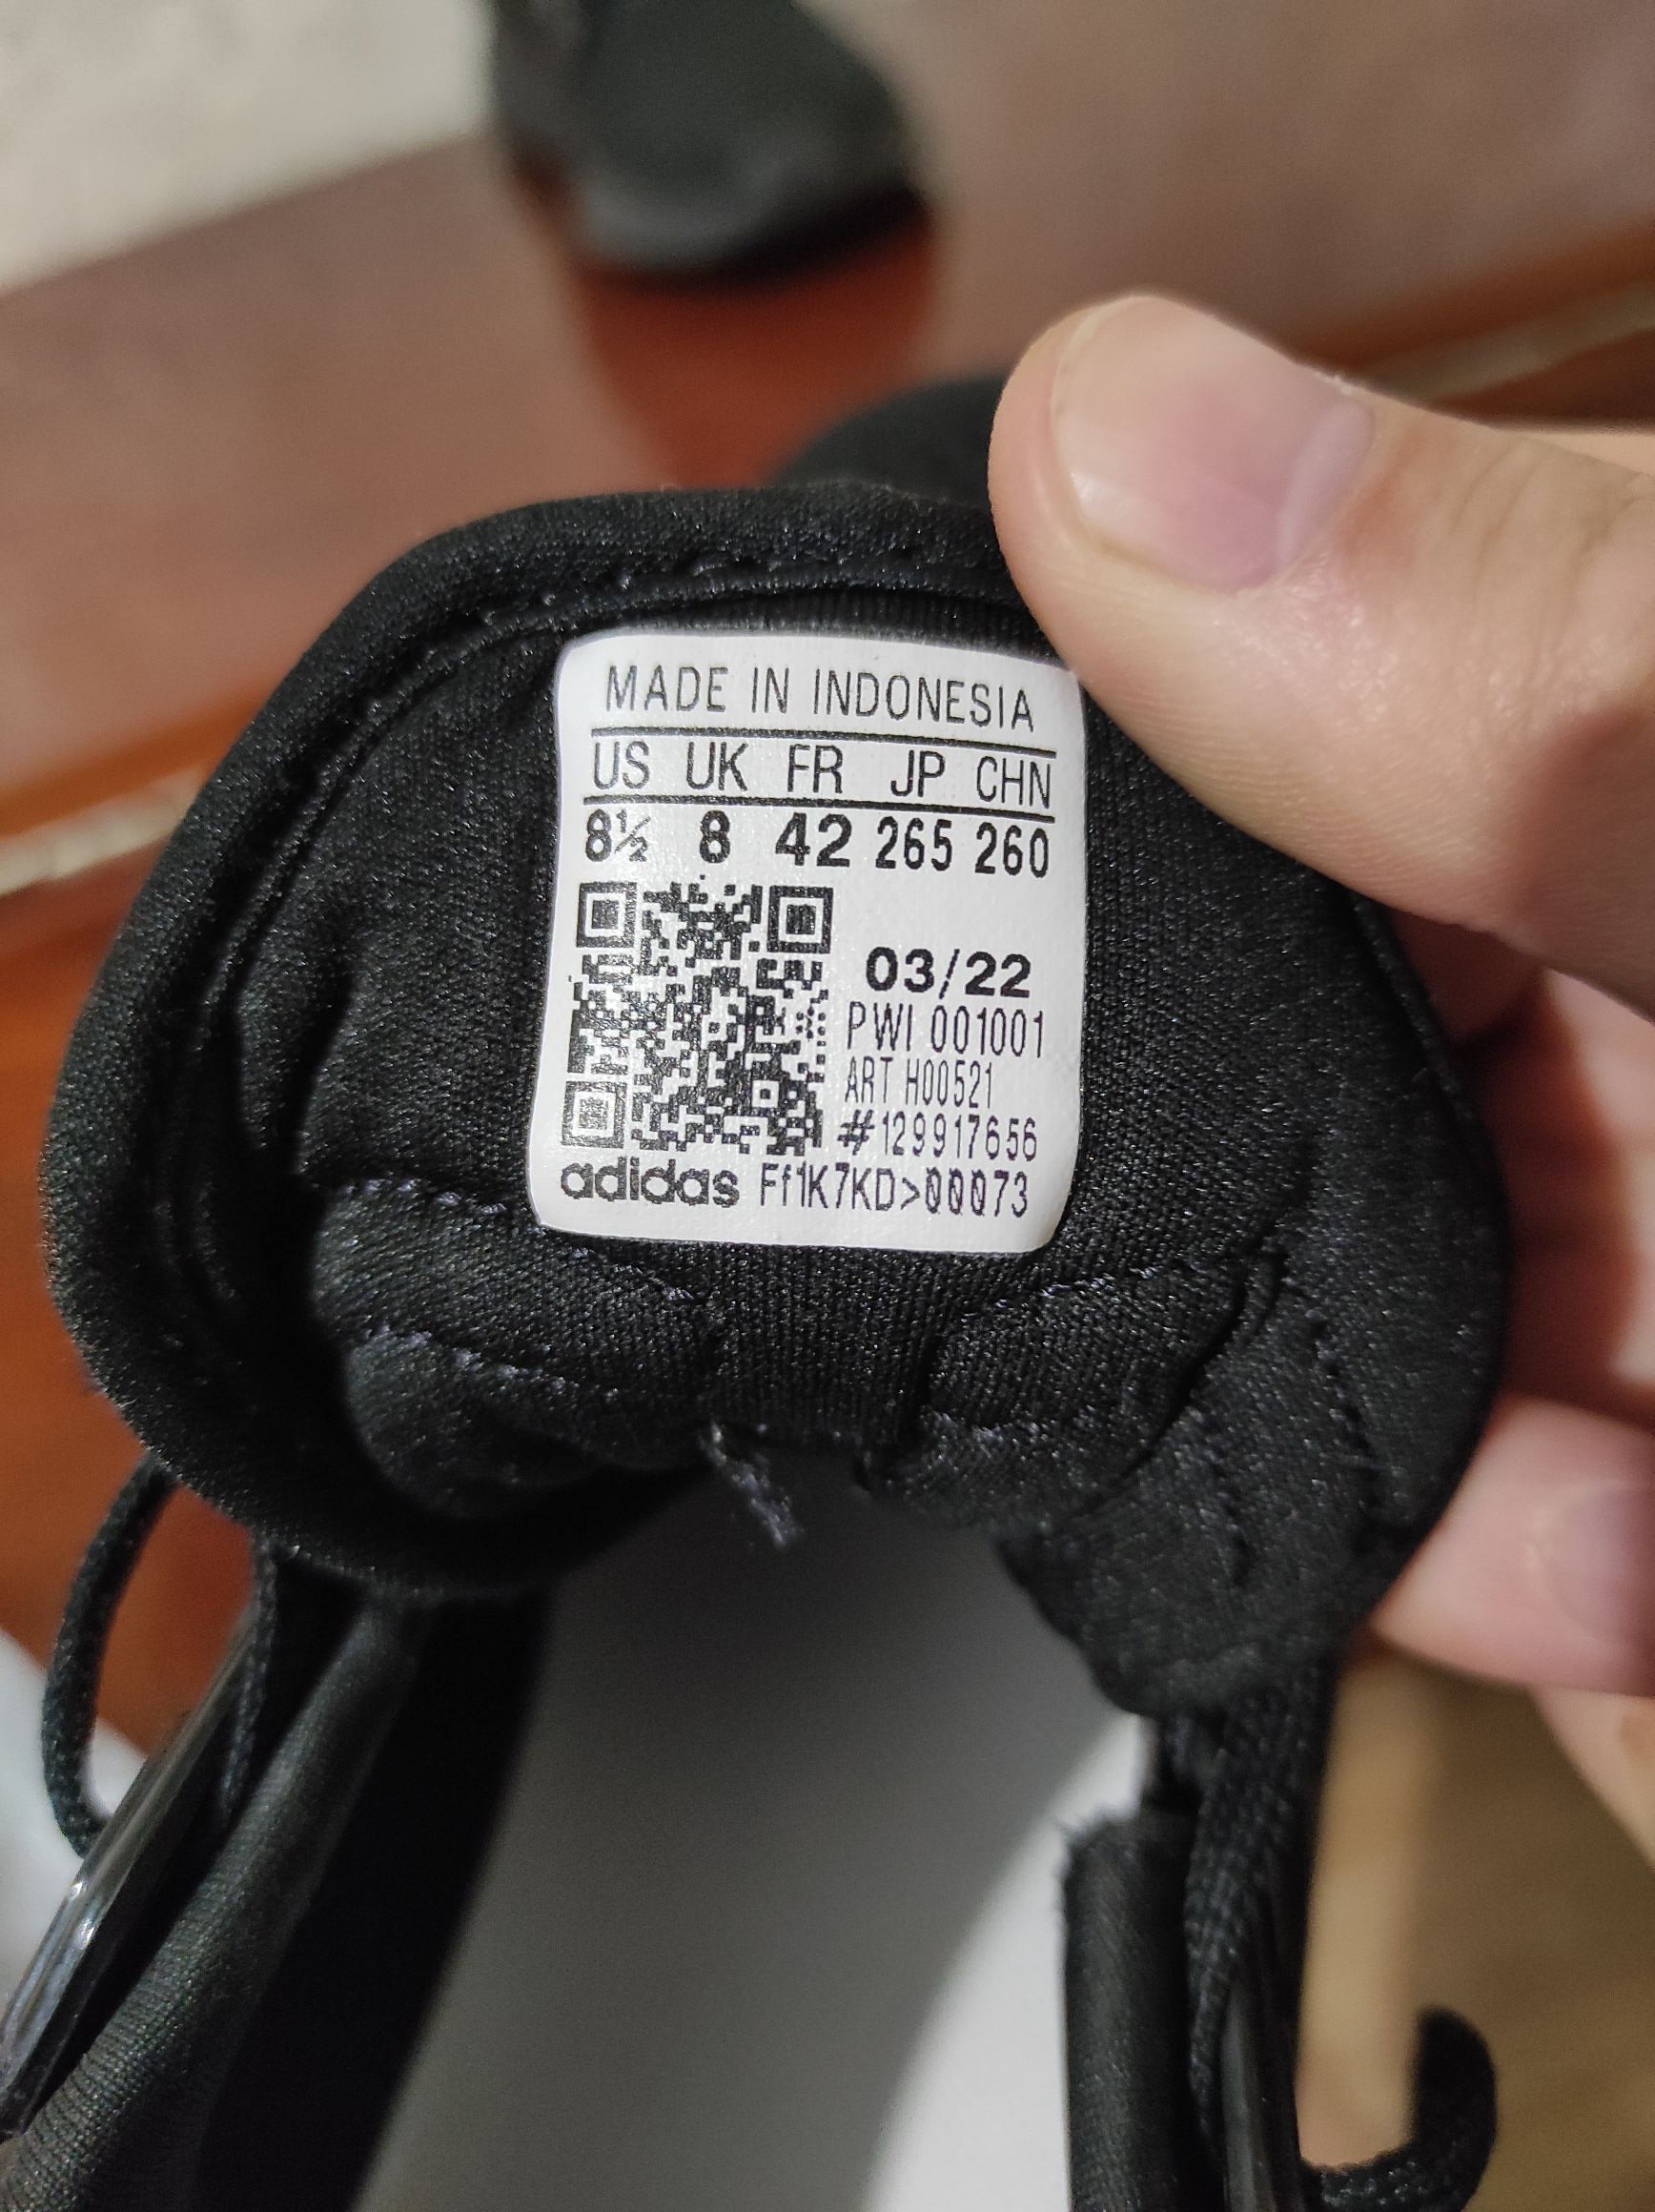 MADE IN INDONESIA
US UK FR JP CHN
8½ 8 42 265 260
03/22
PWI 001001
ART H00521
#129917656
adidas Ff1K7KD>00073